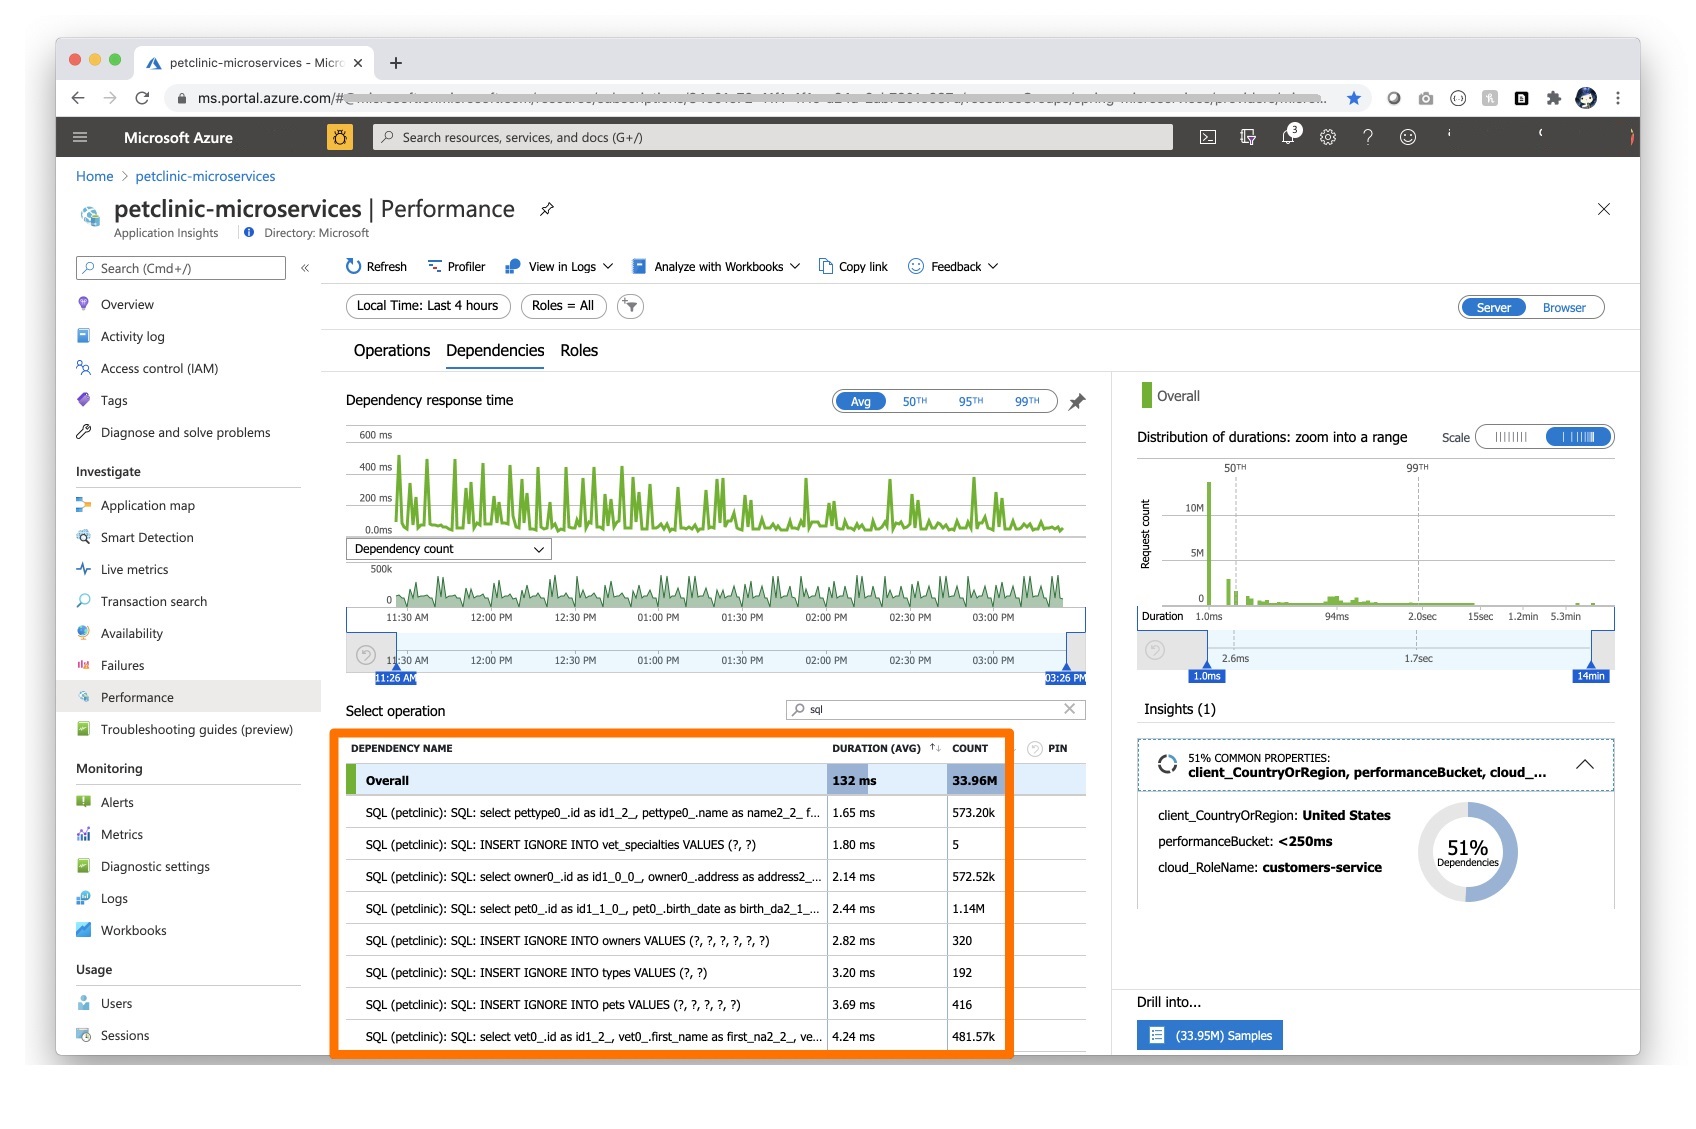 petclinic-microservices - Micro
ms.portal.azure.com/#
Microsoft Azure
Search resources, services, and docs (G+/)
3
Home > petclinic-microservices
petclinic-microservices | Performance
Application Insights
Directory: Microsoft
Search (Cmd+/)
«
Overview
Activity log
Access control (IAM)
Tags
Diagnose and solve problems
Investigate
Application map
Smart Detection
Live metrics
Transaction search
Availability
Failures
Performance
Troubleshooting guides (preview)
Monitoring
Alerts
Metrics
Diagnostic settings
Logs
Workbooks
Usage
Users
Sessions
Refresh
Profiler
View in Logs
Analyze with Workbooks
Copy link
Feedback
Local Time: Last 4 hours
Roles = All
Server
Browser
Operations
Dependencies
Roles
Dependency response time
Avg
50TH
95TH
99TH
600 ms
400 ms
200 ms
0.0ms
Dependency count
500k
0
11:30 AM 12:00 PM 12:30 PM 01:00 PM 01:30 PM 02:00 PM 02:30 PM 03:00 PM
11:30 AM 12:00 PM 12:30 PM 01:00 PM 01:30 PM 02:00 PM 02:30 PM 03:00 PM
11:26 AM 03:26 PM
Select operation
sql
DEPENDENCY NAME DURATION (AVG) COUNT PIN
Overall 132 ms 33.96M
SQL (petclinic): SQL: select pettype0_.id as id1_2_, pettype0_.name as name2_2_ f... 1.65 ms 573.20k
SQL (petclinic): SQL: INSERT IGNORE INTO vet_specialties VALUES (?, ?) 1.80 ms 5
SQL (petclinic): SQL: select owner0_.id as id1_0_0_, owner0_.address as address2_... 2.14 ms 572.52k
SQL (petclinic): SQL: select pet0_.id as id1_1_0_, pet0_.birth_date as birth_da2_1_... 2.44 ms 1.14M
SQL (petclinic): SQL: INSERT IGNORE INTO owners VALUES (?, ?, ?, ?, ?, ?) 2.82 ms 320
SQL (petclinic): SQL: INSERT IGNORE INTO types VALUES (?, ?) 3.20 ms 192
SQL (petclinic): SQL: INSERT IGNORE INTO pets VALUES (?, ?, ?, ?, ?) 3.69 ms 416
SQL (petclinic): SQL: select vet0_.id as id1_2_, vet0_.first_name as first_na2_2_, ve... 4.24 ms 481.57k
Overall
Distribution of durations: zoom into a range
Scale
50TH 99TH
Request count
10M
5M
0
Duration 1.0ms 94ms 2.0sec 15sec 1.2min 5.3min
2.6ms 1.7sec
1.0ms 14min
Insights (1)
51% COMMON PROPERTIES:
client_CountryOrRegion, performanceBucket, cloud_...
client_CountryOrRegion: United States
performanceBucket: <250ms
cloud_RoleName: customers-service
51%
Dependencies
Drill into...
(33.95M) Samples